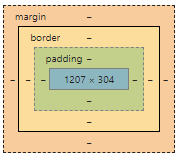 margin –
border –
padding –
– – – 1207 × 304 – – –
–
–
–